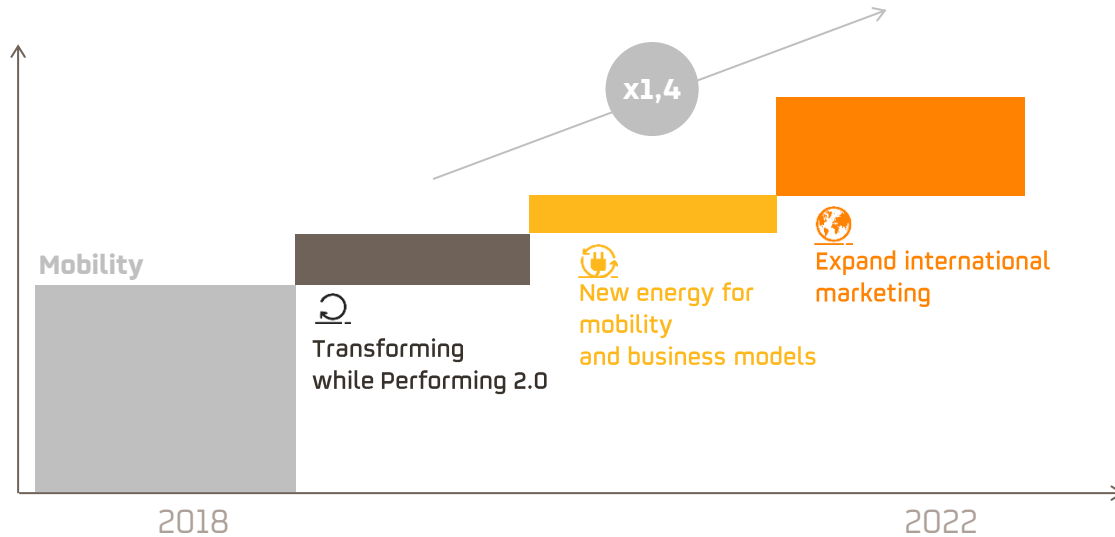 x1,4
Mobility
Transforming
while Performing 2.0
New energy for
mobility
and business models
Expand international
marketing
2018
2022